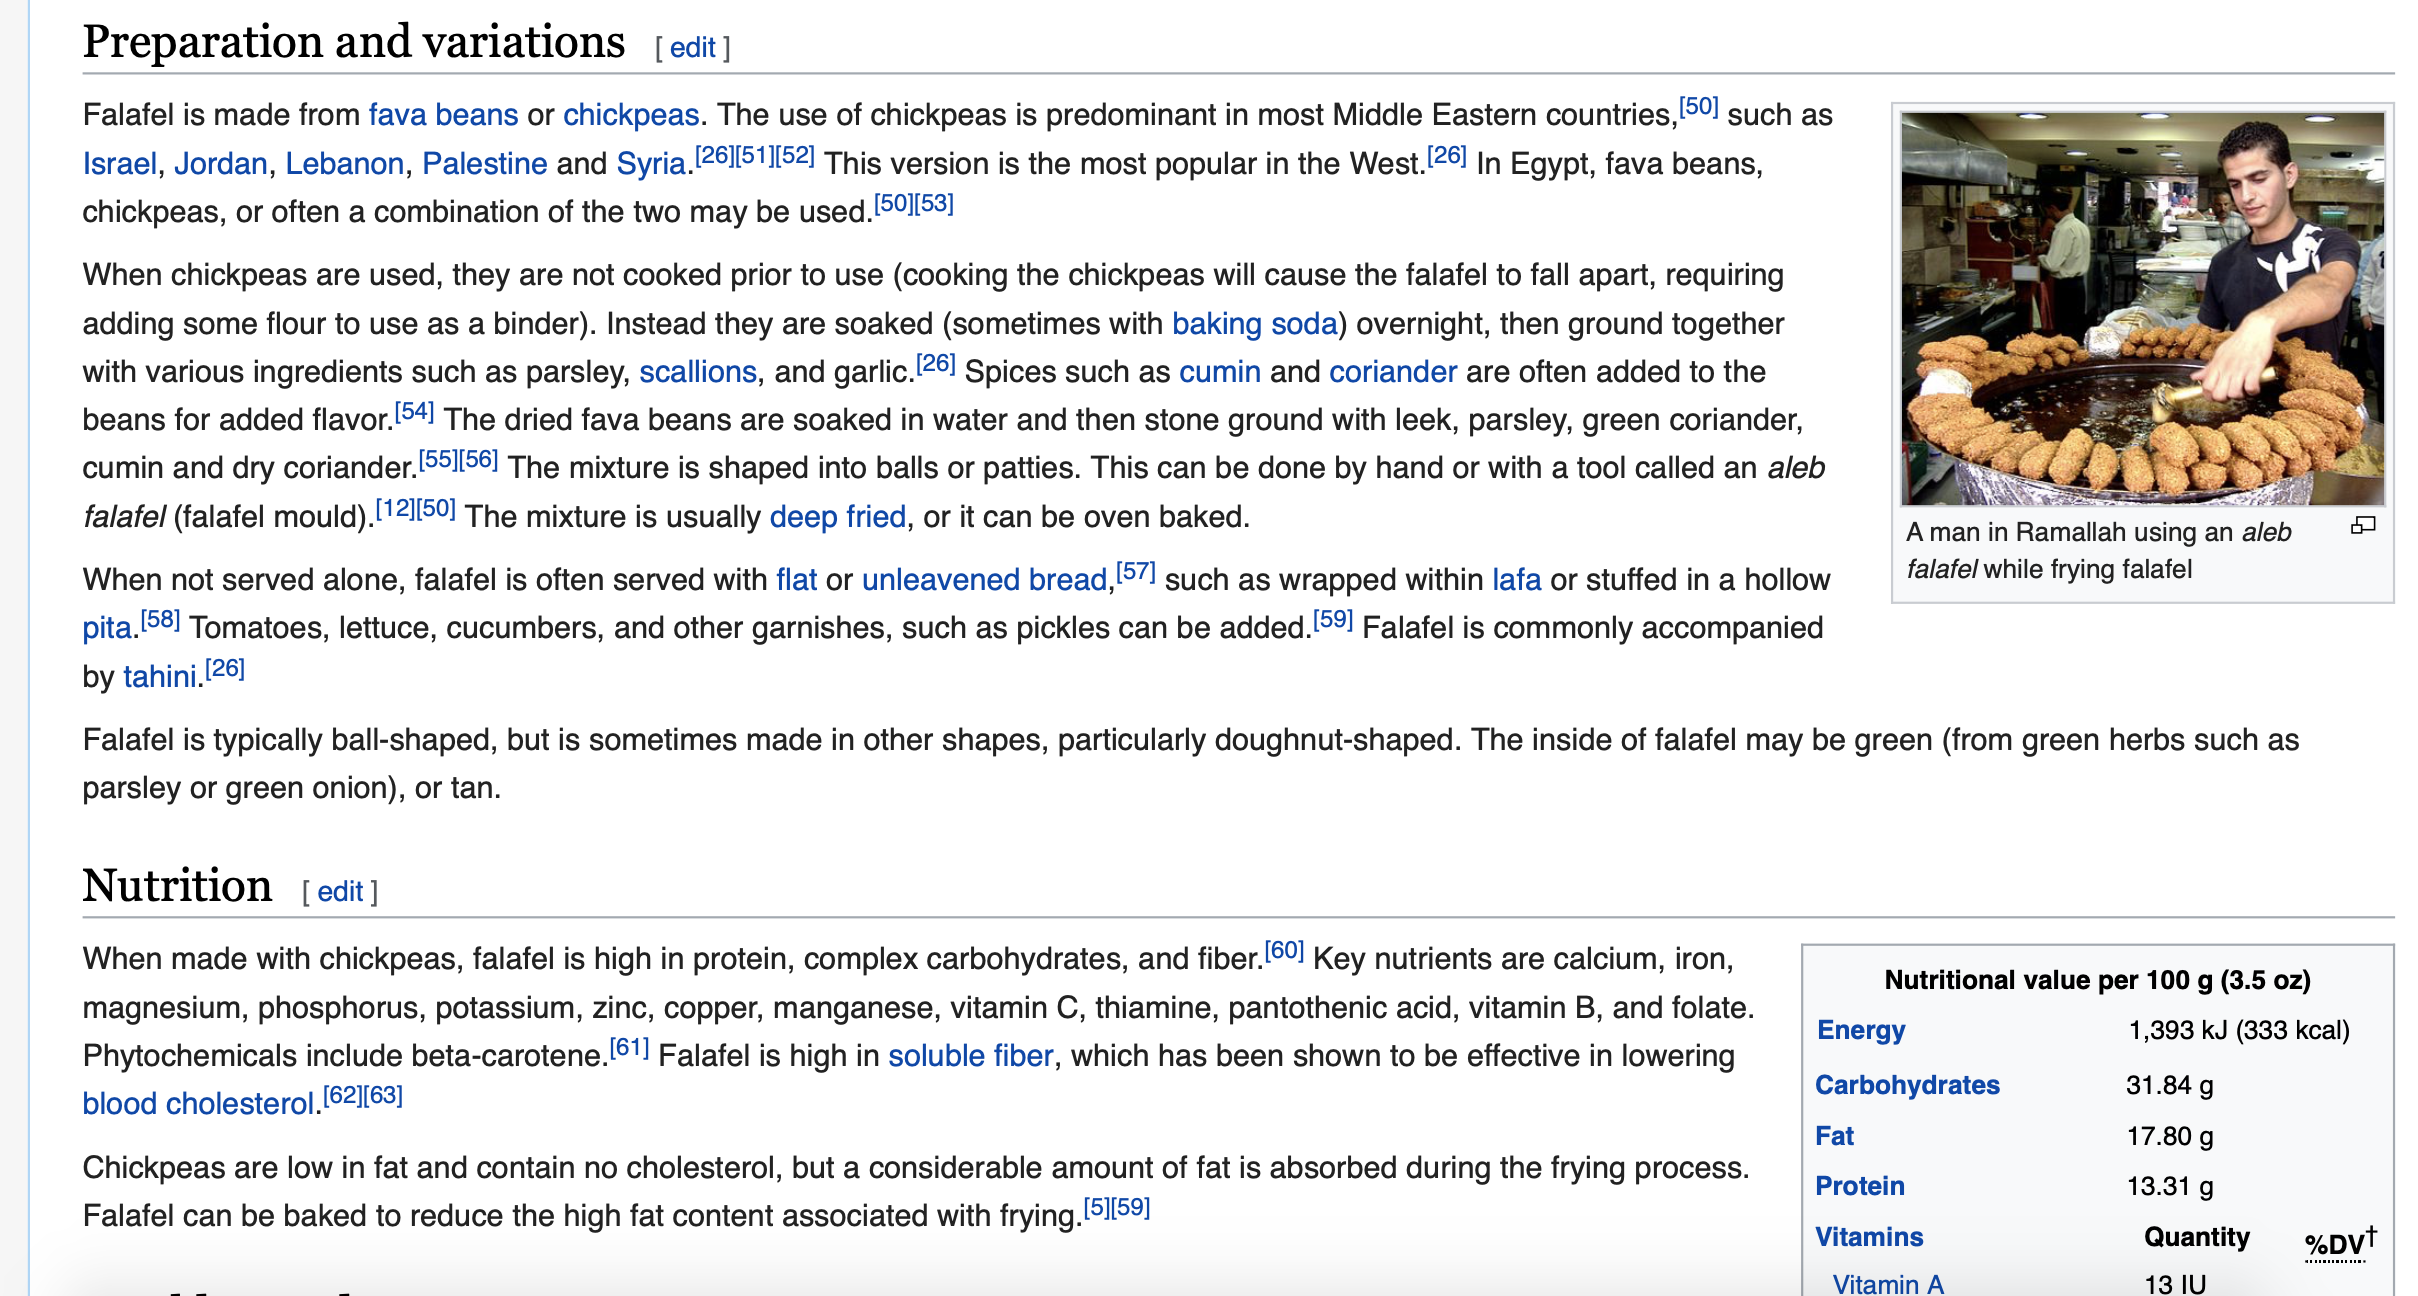 Preparation and variations [ edit ]
Falafel is made from fava beans or chickpeas. The use of chickpeas is predominant in most Middle Eastern countries,[50] such as
Israel, Jordan, Lebanon, Palestine and Syria.[26][51][52] This version is the most popular in the West.[26] In Egypt, fava beans,
chickpeas, or often a combination of the two may be used.[50][53]
When chickpeas are used, they are not cooked prior to use (cooking the chickpeas will cause the falafel to fall apart, requiring
adding some flour to use as a binder). Instead they are soaked (sometimes with baking soda) overnight, then ground together
with various ingredients such as parsley, scallions, and garlic.[26] Spices such as cumin and coriander are often added to the
beans for added flavor.[54] The dried fava beans are soaked in water and then stone ground with leek, parsley, green coriander,
cumin and dry coriander.[55][56] The mixture is shaped into balls or patties. This can be done by hand or with a tool called an aleb
falafel (falafel mould).[12][50] The mixture is usually deep fried, or it can be oven baked.
When not served alone, falafel is often served with flat or unleavened bread,[57] such as wrapped within lafa or stuffed in a hollow
pita.[58] Tomatoes, lettuce, cucumbers, and other garnishes, such as pickles can be added.[59] Falafel is commonly accompanied
by tahini.[26]
A man in Ramallah using an aleb
falafel while frying falafel
Falafel is typically ball-shaped, but is sometimes made in other shapes, particularly doughnut-shaped. The inside of falafel may be green (from green herbs such as
parsley or green onion), or tan.
Nutrition [ edit ]
When made with chickpeas, falafel is high in protein, complex carbohydrates, and fiber.[60] Key nutrients are calcium, iron,
magnesium, phosphorus, potassium, zinc, copper, manganese, vitamin C, thiamine, pantothenic acid, vitamin B, and folate.
Phytochemicals include beta-carotene.[61] Falafel is high in soluble fiber, which has been shown to be effective in lowering
blood cholesterol.[62][63]
Chickpeas are low in fat and contain no cholesterol, but a considerable amount of fat is absorbed during the frying process.
Falafel can be baked to reduce the high fat content associated with frying.[5][59]
Nutritional value per 100 g (3.5 oz)
Energy 1,393 kJ (333 kcal)
Carbohydrates 31.84 g
Fat 17.80 g
Protein 13.31 g
Vitamins Quantity %DV†
Vitamin A 13 IU